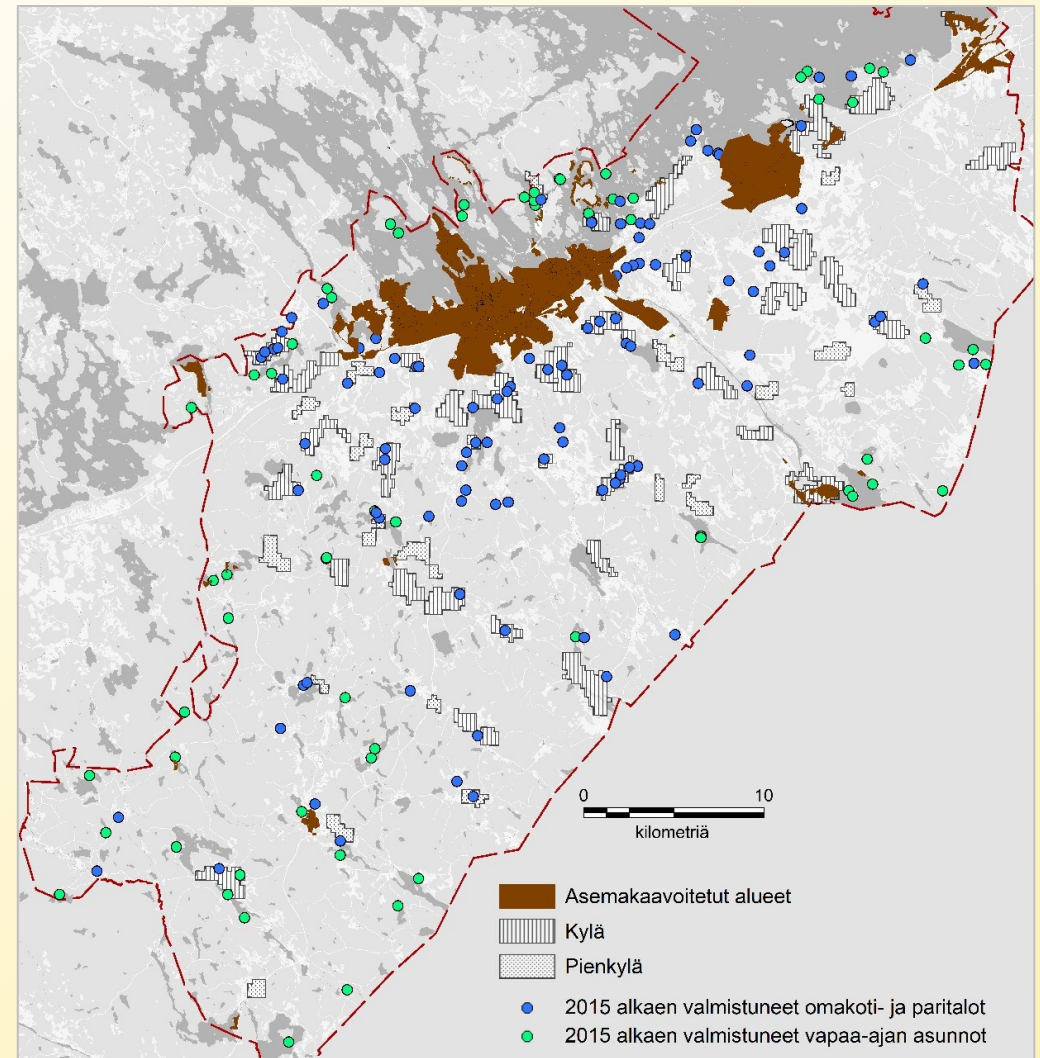 0 10
kilometriä
Asemakaavoitetut alueet
Kylä
Pienkylä
2015 alkaen valmistuneet omakoti- ja paritalot
2015 alkaen valmistuneet vapaa-ajan asunnot